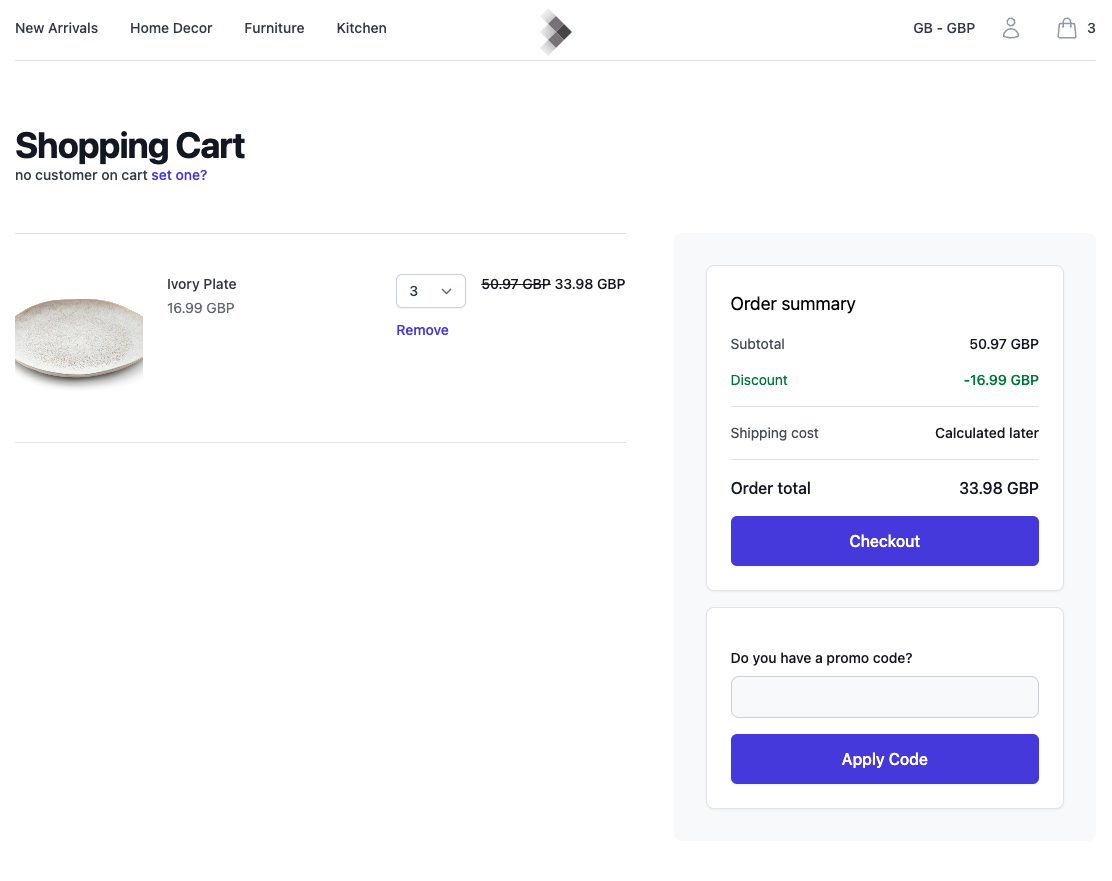 New Arrivals Home Decor Furniture Kitchen GB - GBP 3
Shopping Cart
no customer on cart set one?
Ivory Plate
16.99 GBP
3
50.97 GBP 33.98 GBP
Remove
Order summary
Subtotal 50.97 GBP
Discount -16.99 GBP
Shipping cost Calculated later
Order total 33.98 GBP
Checkout
Do you have a promo code?
Apply Code